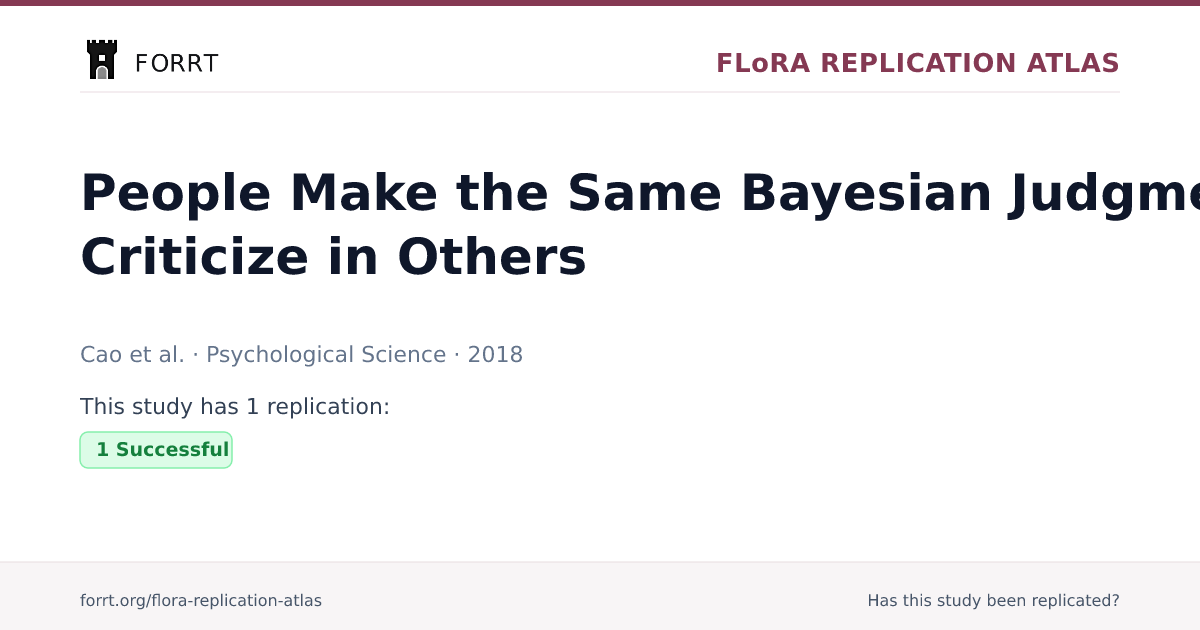 FORRT
FLoRA REPLICATION ATLAS
People Make the Same Bayesian
Criticize in Others
Cao et al. · Psychological Science · 2018
This study has 1 replication:
1 Successful
forrt.org/flora-replication-atlas
Has this study been replicated?